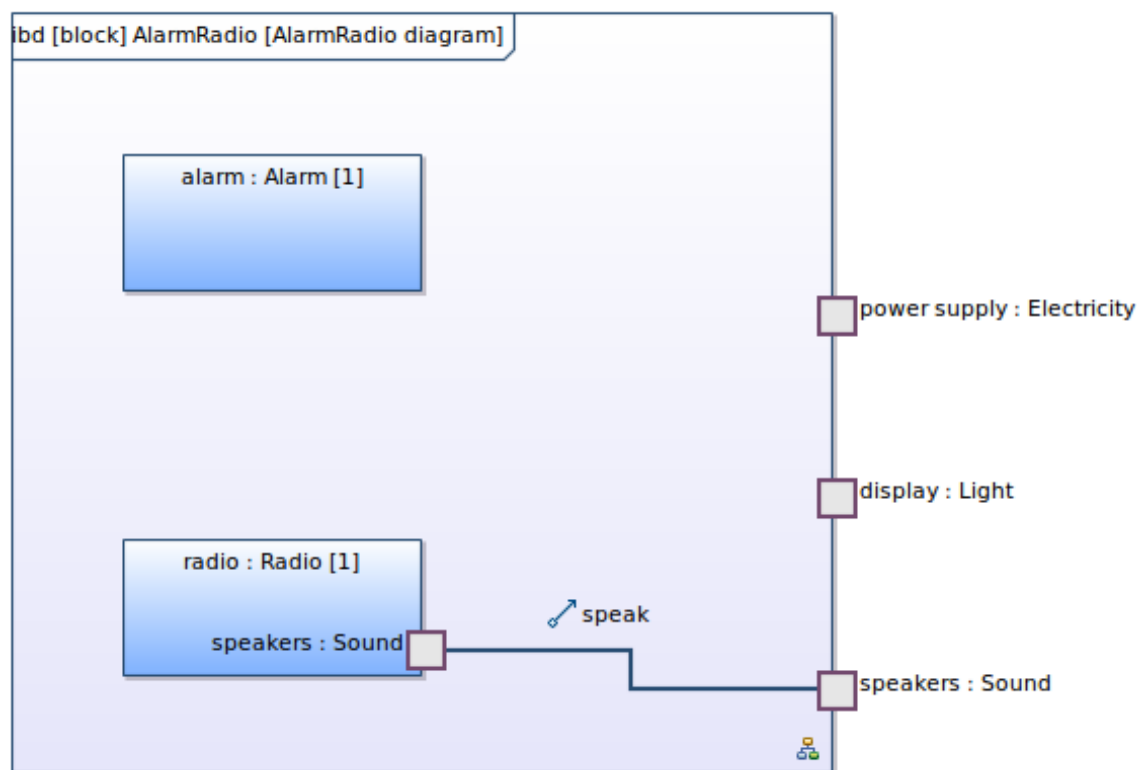 ibd [block] AlarmRadio [AlarmRadio diagram]
alarm : Alarm [1]
power supply : Electricity
display : Light
radio : Radio [1]
speak
speakers : Sound
speakers : Sound